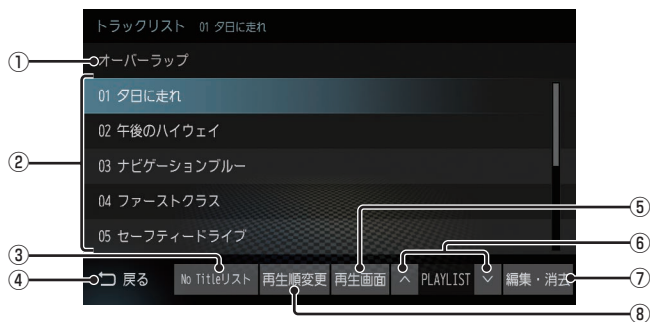 トラックリスト 01 夕日に走れ
① オーバーラップ
② 01 夕日に走れ
02 午後のハイウェイ
03 ナビゲーションブルー
04 ファーストクラス
05 セーフティードライブ
③ ⑤ ⑥
④ 戻る No Titleリスト 再生順変更 再生画面 PLAYLIST 編集・消去 ⑦
⑧